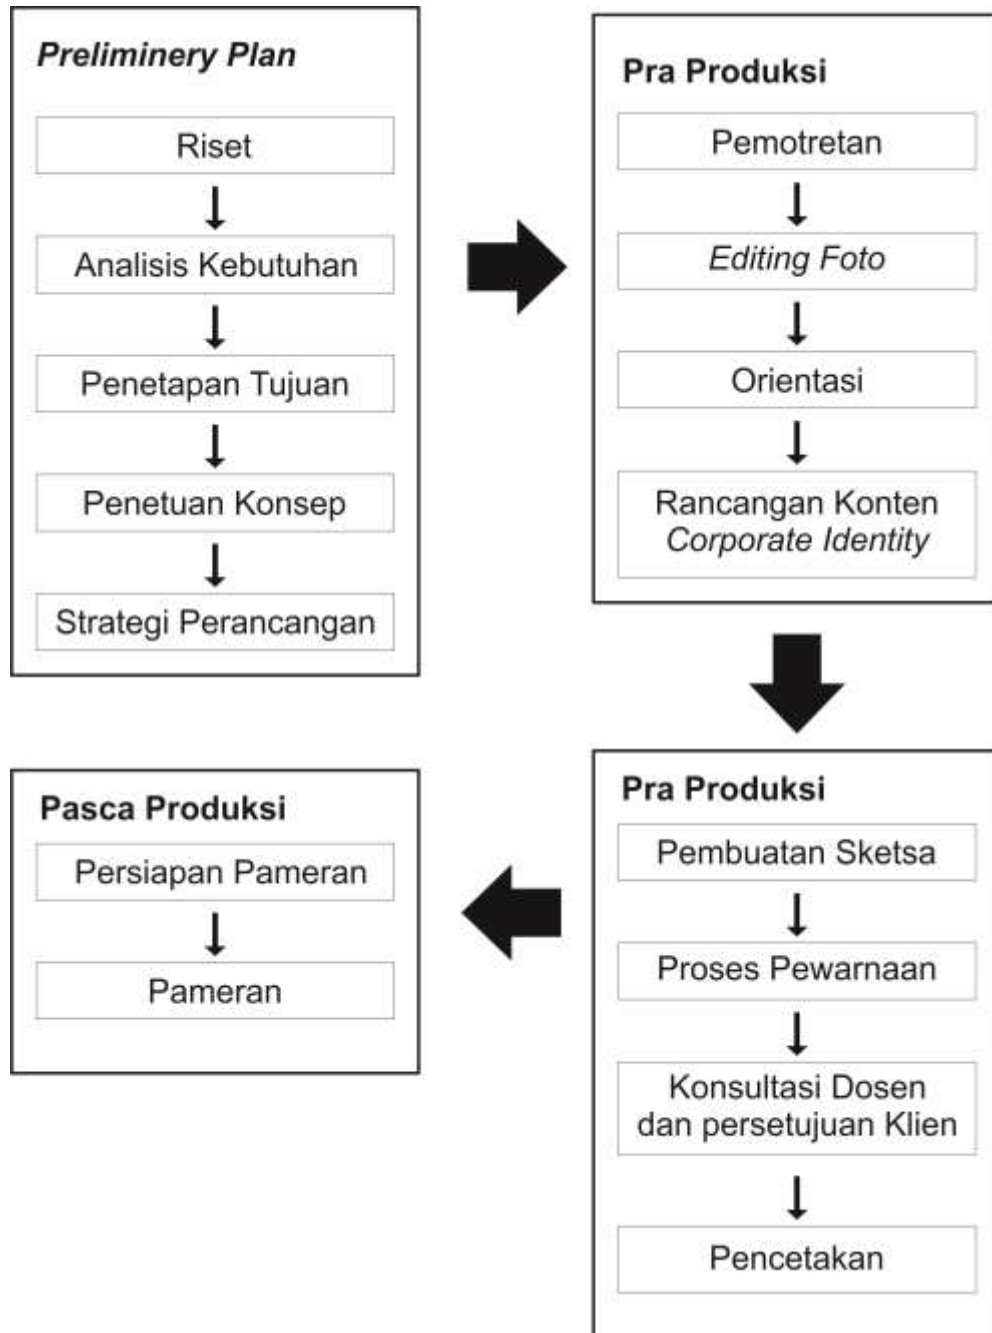 Preliminery Plan
Riset
Analisis Kebutuhan
Penetapan Tujuan
Penetuan Konsep
Strategi Perancangan
Pra Produksi
Pemotretan
Editing Foto
Orientasi
Rancangan Konten
Corporate Identity
Pra Produksi
Pembuatan Sketsa
Proses Pewarnaan
Konsultasi Dosen
dan persetujuan Klien
Pencetakan
Pasca Produksi
Persiapan Pameran
Pameran